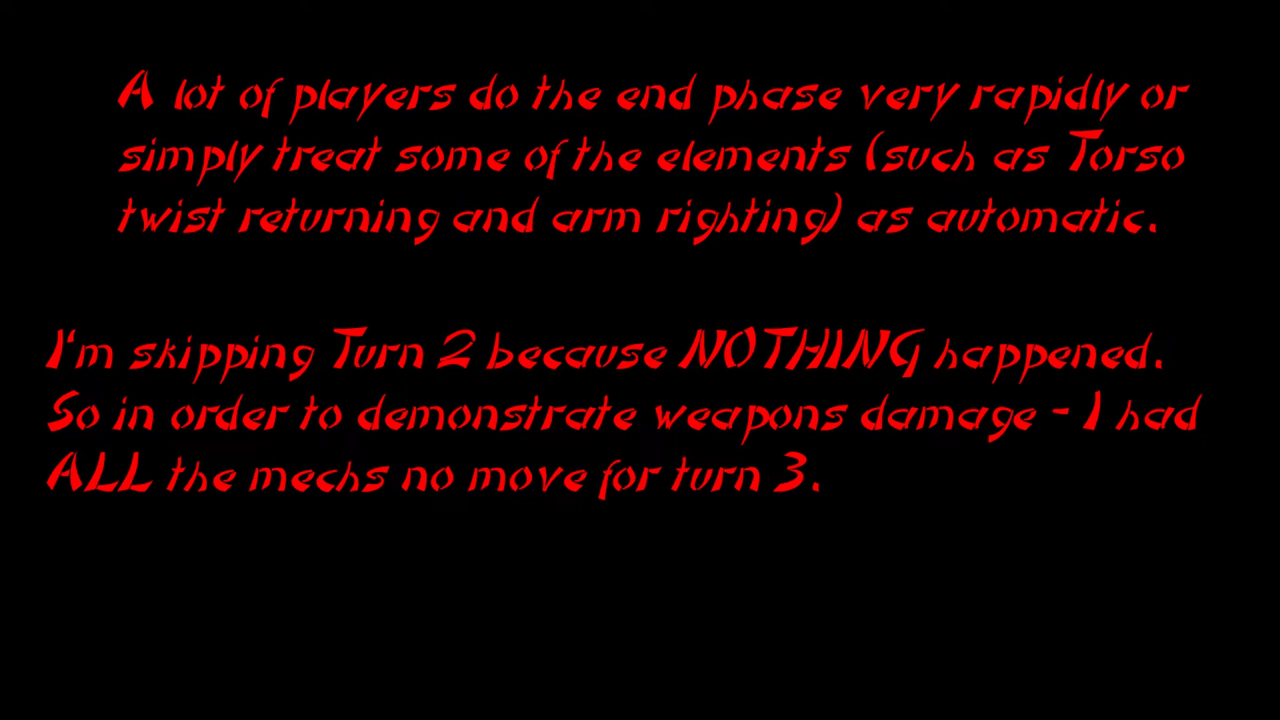 A lot of players do the end phase very rapidly or
simply treat some of the elements (such as Torso
twist returning and arm righting) as automatic.
I'm skipping Turn 2 because NOTHING happened.
So in order to demonstrate weapons damage - I had
ALL the mechs no move for turn 3.